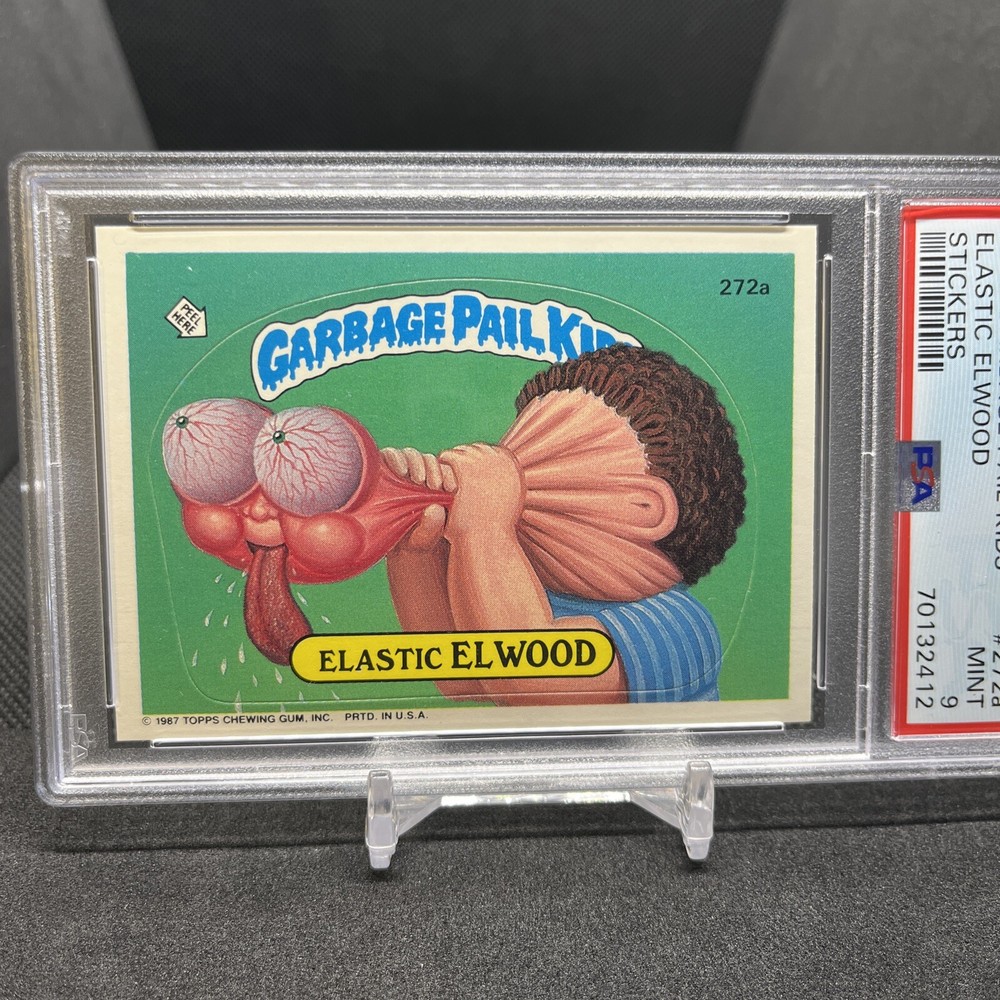 272a
PEEL
HERE
GARBAGE PAIL
ELASTIC ELWOOD
© 1987 TOPPS CHEWING GUM, INC. PRTD. IN U.S.A.
#272a
ELASTIC ELWOOD
MINT
STICKERS
9
PSA
70132412